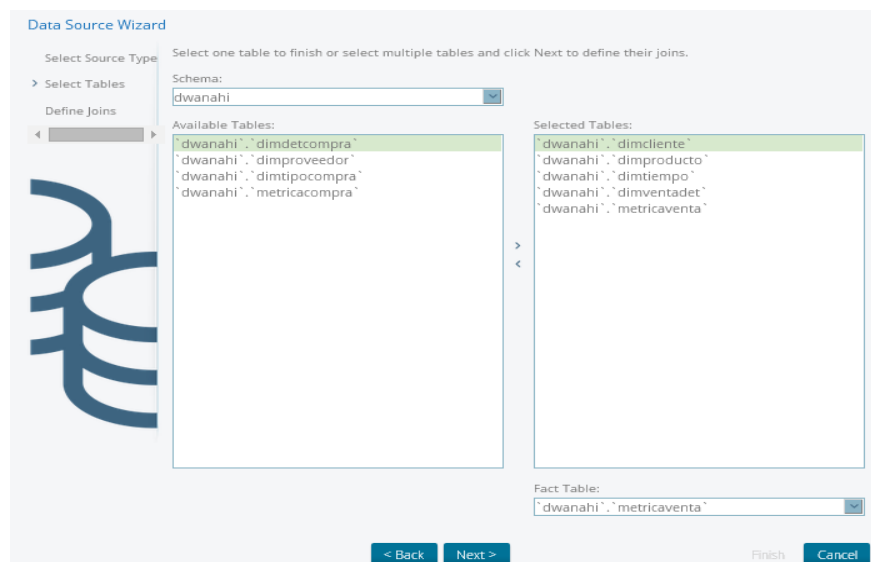 Data Source Wizard
Select Source Type
> Select Tables
Define Joins
Select one table to finish or select multiple tables and click Next to define their joins.
Schema:
dwanahi
Available Tables:
`dwanahi`.`dimdetcompra`
`dwanahi`.`dimproveedor`
`dwanahi`.`dimtipocompra`
`dwanahi`.`metricacompra`
>
<
Selected Tables:
`dwanahi`.`dimcliente`
`dwanahi`.`dimproducto`
`dwanahi`.`dimtiempo`
`dwanahi`.`dimventadet`
`dwanahi`.`metricaventa`
Fact Table:
`dwanahi`.`metricaventa`
< Back Next > Finish Cancel